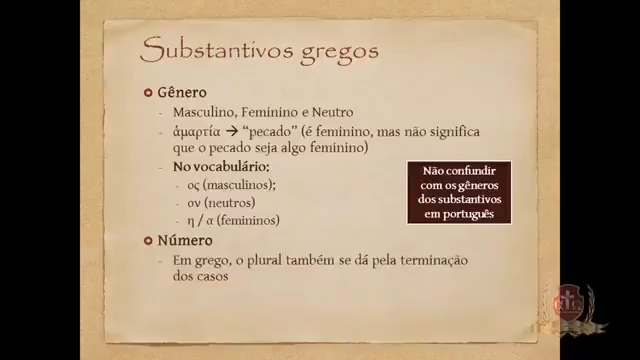 Substantivos gregos
Gênero
- Masculino, Feminino e Neutro
- ἁμαρτία → “pecado” (é feminino, mas não significa
que o pecado seja algo feminino)
- No vocabulário:
- ος (masculinos);
- ον (neutros)
- η / α (femininos)
Não confundir
com os gêneros
dos substantivos
em português
Número
- Em grego, o plural também se dá pela terminação
dos casos